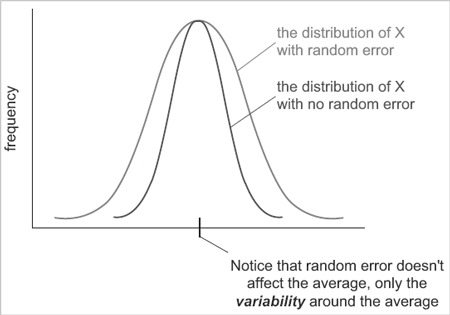 the distribution of X
with random error
the distribution of X
with no random error
frequency
Notice that random error doesn't
affect the average, only the
variability around the average